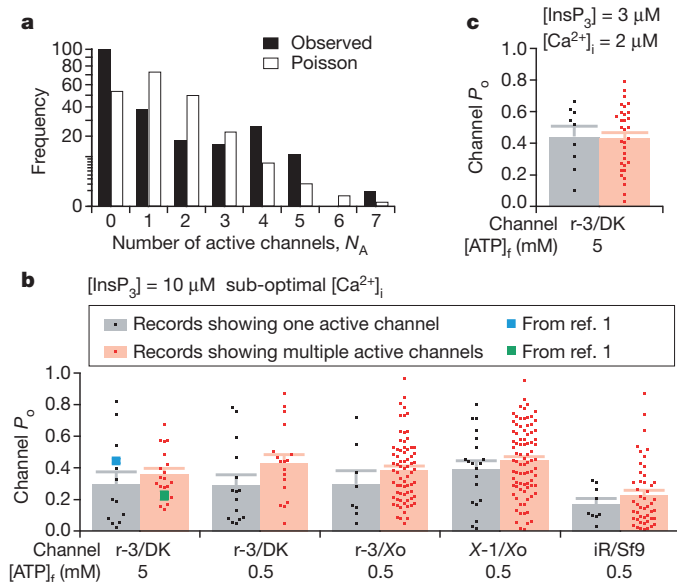 a
Observed
Poisson
Frequency
100
80
60
40
20
0
0 1 2 3 4 5 6 7
Number of active channels, N_A
c
[InsP₃] = 3 μM
[Ca²⁺]ᵢ = 2 μM
Channel Pₒ
1.0
0.8
0.6
0.4
0.2
0.0
Channel r-3/DK
[ATP]f (mM) 5
b
[InsP₃] = 10 μM sub-optimal [Ca²⁺]ᵢ
Records showing one active channel
From ref. 1
Records showing multiple active channels
From ref. 1
Channel Pₒ
1.0
0.8
0.6
0.4
0.2
0.0
Channel r-3/DK r-3/DK r-3/Xo X-1/Xo iR/Sf9
[ATP]f (mM) 5 0.5 0.5 0.5 0.5